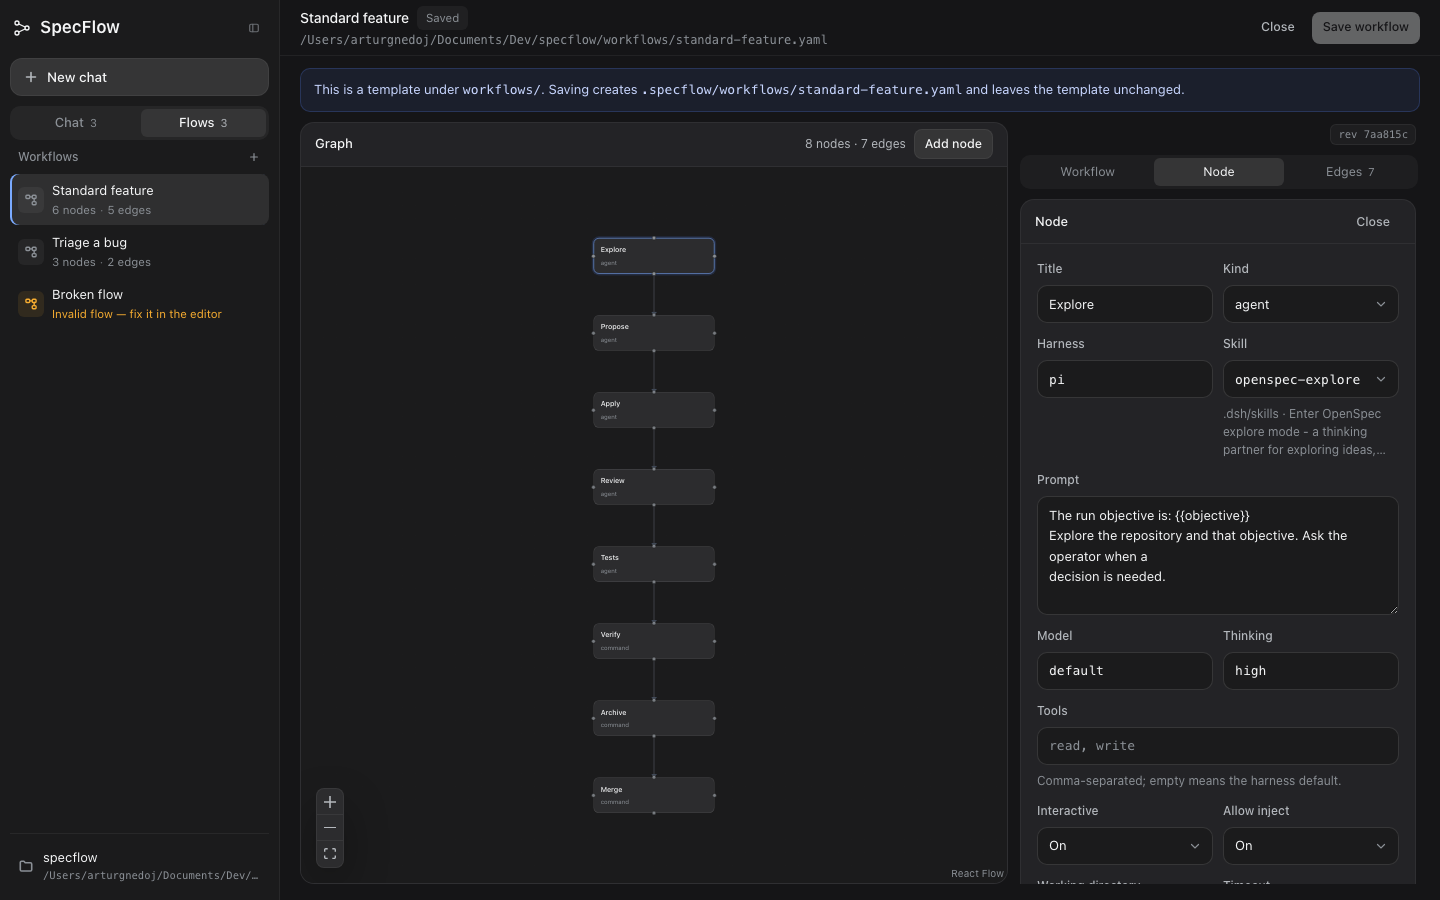 SpecFlow
New chat
Chat 3
Flows 3
Workflows
Standard feature
6 nodes · 5 edges
Triage a bug
3 nodes · 2 edges
Broken flow
Invalid flow — fix it in the editor
specflow
/Users/arturgnedoj/Documents/Dev/…
Standard feature Saved
/Users/arturgnedoj/Documents/Dev/specflow/workflows/standard-feature.yaml
Close
Save workflow
This is a template under workflows/. Saving creates .specflow/workflows/standard-feature.yaml and leaves the template unchanged.
Graph
8 nodes · 7 edges
Add node
Explore
agent
Propose
agent
Apply
agent
Review
agent
Tests
agent
Verify
command
Archive
command
Merge
command
React Flow
rev 7aa815c
Workflow
Node
Edges 7
Node
Close
Title
Kind
Explore
agent
Harness
Skill
pi
openspec-explore
.dsh/skills · Enter OpenSpec
explore mode - a thinking
partner for exploring ideas,…
Prompt
The run objective is: {{objective}}
Explore the repository and that objective. Ask the
operator when a
decision is needed.
Model
Thinking
default
high
Tools
read, write
Comma-separated; empty means the harness default.
Interactive
Allow inject
On
On
Working directory
Timeout